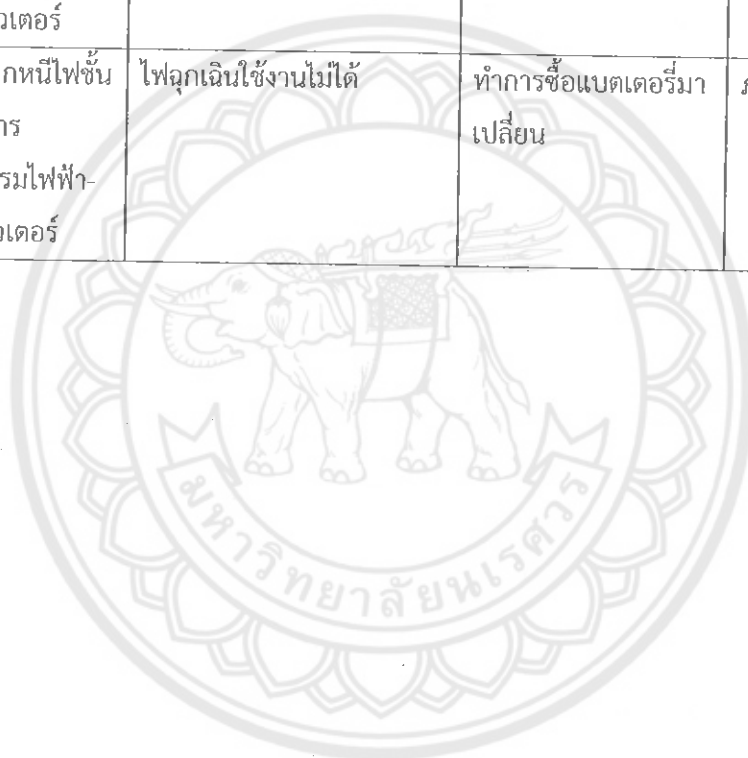 วเตอร์
กหนีไฟชั้น ไฟฉุกเฉินใช้งานไม่ได้ ทำการซื้อแบตเตอรี่มา ภ
าร เปลี่ยน
รมไฟฟ้า-
วเตอร์
มหาวิทยาลัยนเรศวร